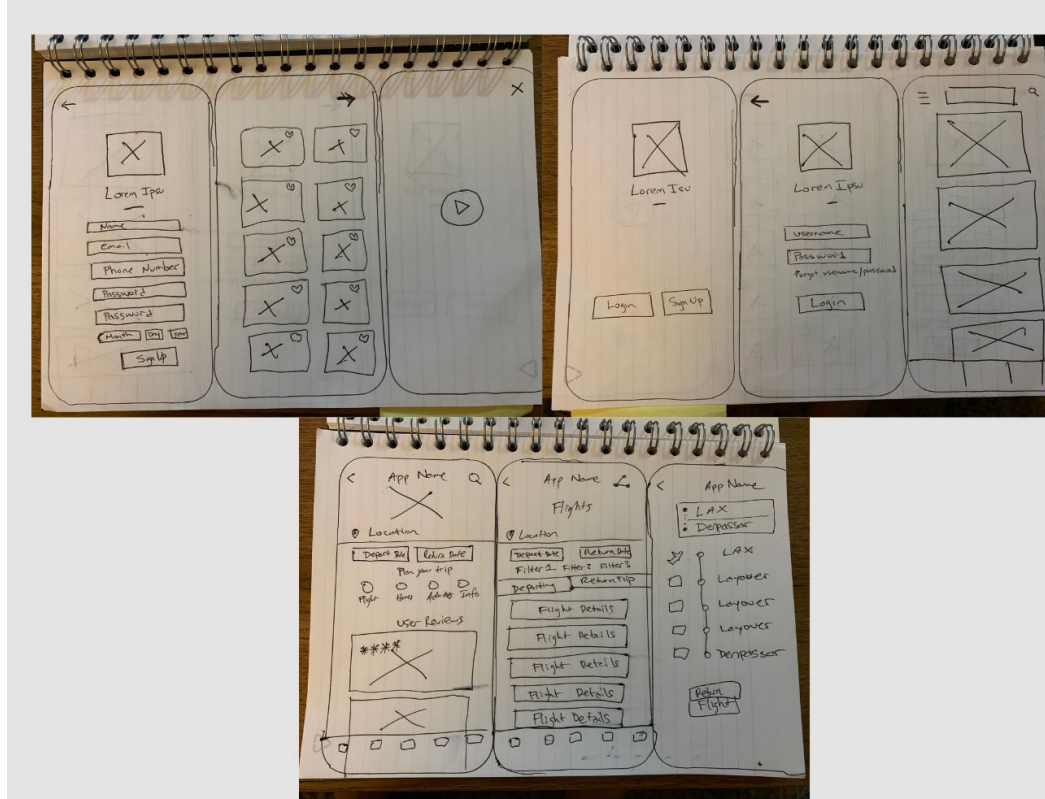 Lorem Ipsu
Name
Email
Phone Number
Password
Password
Month Day Year
Sign Up
Lorem Isu
Login Sign Up
Lorem Ipsu
username
Password
Forgot username/password
Login
App Name
Location
Depart Date Return Date
Plan your trip
Flight Activities Info
User Reviews
****
App Name
Flights
Location
Depart Date Return Date
Filter 1 Filter 2 Filter 3
Departing Return Trip
Flight Details
Flight Details
Flight Details
Flight Details
Flight Details
App Name
LAX
Denpassar
LAX
Layover
Layover
Layover
Denpassar
Return
Flight